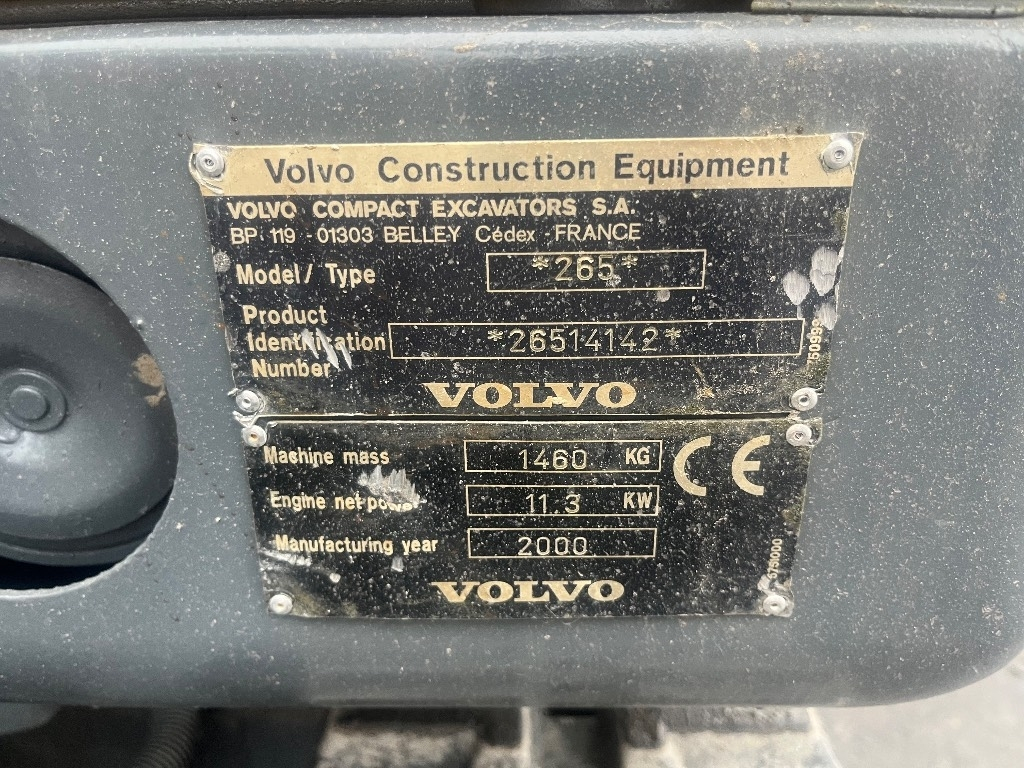 Volvo Construction Equipment
VOLVO COMPACT EXCAVATORS S.A.
BP 119 - 01303 BELLEY Cédex - FRANCE
Model/ Type *265*
Product
Identification *26514142*
Number
VOLVO
Machine mass 1460 KG
Engine net power 11.3 KW
Manufacturing year 2000
CE
VOLVO